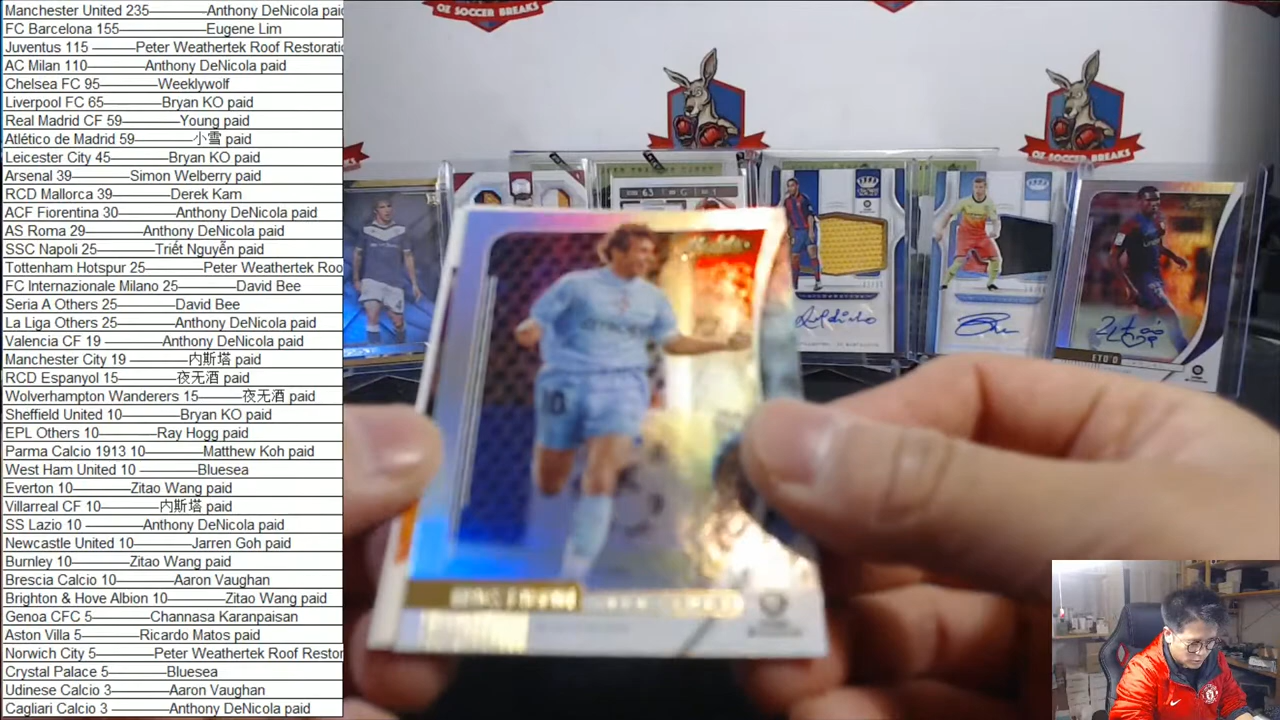 Manchester United 235———Anthony DeNicola paid
FC Barcelona 155———Eugene Lim
Juventus 115 ———Peter Weathertek Roof Restorati
AC Milan 110———Anthony DeNicola paid
Chelsea FC 95———Weeklywolf
Liverpool FC 65———Bryan KO paid
Real Madrid CF 59———Young paid
Atlético de Madrid 59———小雪 paid
Leicester City 45———Bryan KO paid
Arsenal 39———Simon Welberry paid
RCD Mallorca 39———Derek Kam
ACF Fiorentina 30———Anthony DeNicola paid
AS Roma 29———Anthony DeNicola paid
SSC Napoli 25———Triết Nguyễn paid
Tottenham Hotspur 25———Peter Weathertek Roo
FC Internazionale Milano 25———David Bee
Seria A Others 25———David Bee
La Liga Others 25———Anthony DeNicola paid
Valencia CF 19 ———Anthony DeNicola paid
Manchester City 19 ———内斯塔 paid
RCD Espanyol 15———夜无酒 paid
Wolverhampton Wanderers 15———夜无酒 paid
Sheffield United 10———Bryan KO paid
EPL Others 10———Ray Hogg paid
Parma Calcio 1913 10———Matthew Koh paid
West Ham United 10 ———Bluesea
Everton 10———Zitao Wang paid
Villarreal CF 10———内斯塔 paid
SS Lazio 10 ———Anthony DeNicola paid
Newcastle United 10———Jarren Goh paid
Burnley 10———Zitao Wang paid
Brescia Calcio 10———Aaron Vaughan
Brighton & Hove Albion 10———Zitao Wang paid
Genoa CFC 5———Channasa Karanpaisan
Aston Villa 5———Ricardo Matos paid
Norwich City 5———Peter Weathertek Roof Restor
Crystal Palace 5———Bluesea
Udinese Calcio 3———Aaron Vaughan
Cagliari Calcio 3 ———Anthony DeNicola paid
OZ SOCCER BREAKS
OZ SOCCER BREAKS
ETO'O